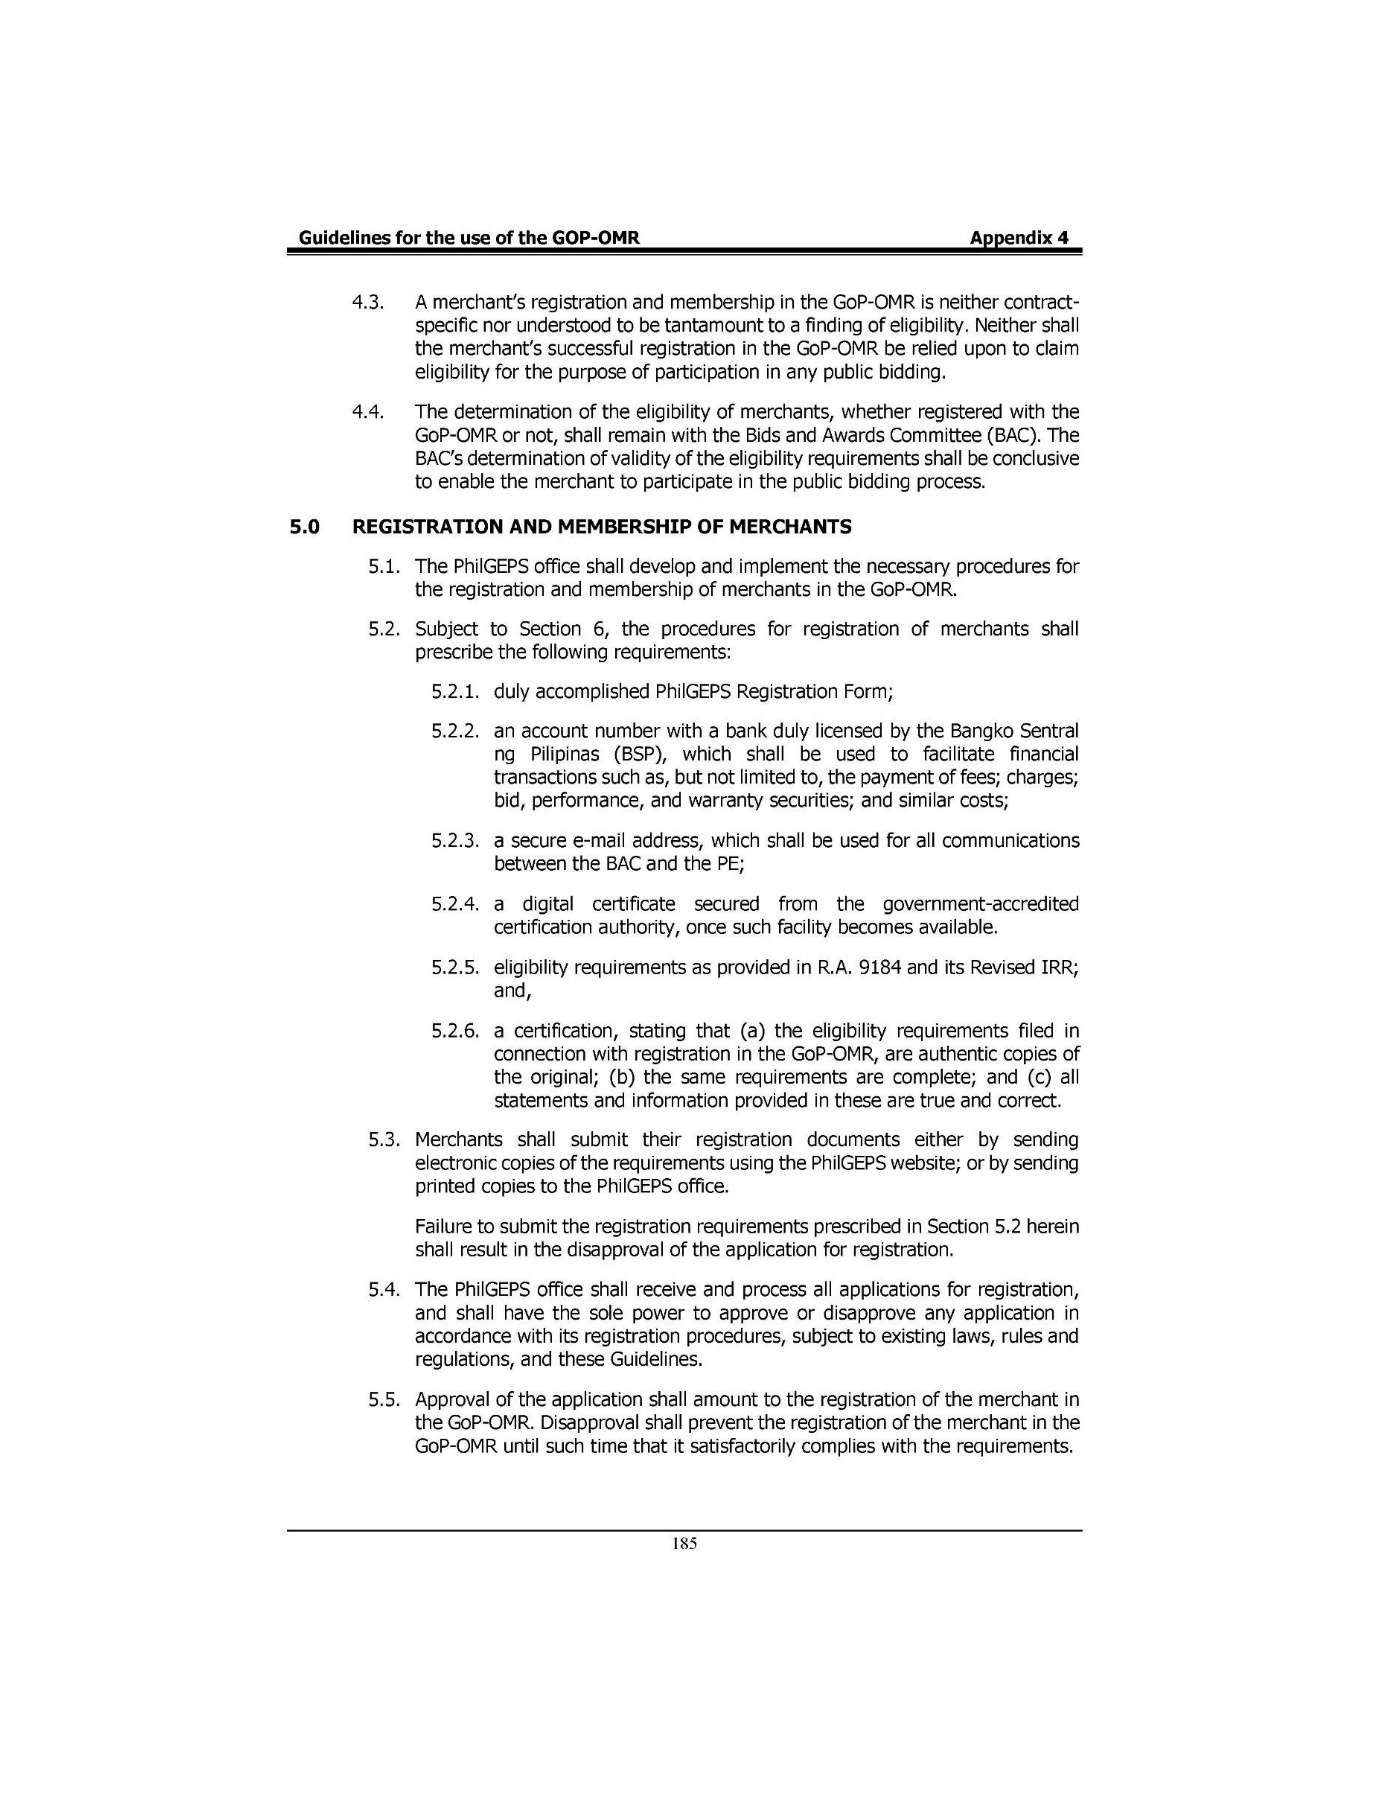 Guidelines for the use of the GOP-OMR Appendix 4
4.3. A merchant's registration and membership in the GoP-OMR is neither contract-
specific nor understood to be tantamount to a finding of eligibility. Neither shall
the merchant's successful registration in the GoP-OMR be relied upon to claim
eligibility for the purpose of participation in any public bidding.
4.4. The determination of the eligibility of merchants, whether registered with the
GoP-OMR or not, shall remain with the Bids and Awards Committee (BAC). The
BAC's determination of validity of the eligibility requirements shall be conclusive
to enable the merchant to participate in the public bidding process.
5.0 REGISTRATION AND MEMBERSHIP OF MERCHANTS
5.1. The PhilGEPS office shall develop and implement the necessary procedures for
the registration and membership of merchants in the GoP-OMR.
5.2. Subject to Section 6, the procedures for registration of merchants shall
prescribe the following requirements:
5.2.1. duly accomplished PhilGEPS Registration Form;
5.2.2. an account number with a bank duly licensed by the Bangko Sentral
ng Pilipinas (BSP), which shall be used to facilitate financial
transactions such as, but not limited to, the payment of fees; charges;
bid, performance, and warranty securities; and similar costs;
5.2.3. a secure e-mail address, which shall be used for all communications
between the BAC and the PE;
5.2.4. a digital certificate secured from the government-accredited
certification authority, once such facility becomes available.
5.2.5. eligibility requirements as provided in R.A. 9184 and its Revised IRR;
and,
5.2.6. a certification, stating that (a) the eligibility requirements filed in
connection with registration in the GoP-OMR, are authentic copies of
the original; (b) the same requirements are complete; and (c) all
statements and information provided in these are true and correct.
5.3. Merchants shall submit their registration documents either by sending
electronic copies of the requirements using the PhilGEPS website; or by sending
printed copies to the PhilGEPS office.
Failure to submit the registration requirements prescribed in Section 5.2 herein
shall result in the disapproval of the application for registration.
5.4. The PhilGEPS office shall receive and process all applications for registration,
and shall have the sole power to approve or disapprove any application in
accordance with its registration procedures, subject to existing laws, rules and
regulations, and these Guidelines.
5.5. Approval of the application shall amount to the registration of the merchant in
the GoP-OMR. Disapproval shall prevent the registration of the merchant in the
GoP-OMR until such time that it satisfactorily complies with the requirements.
185